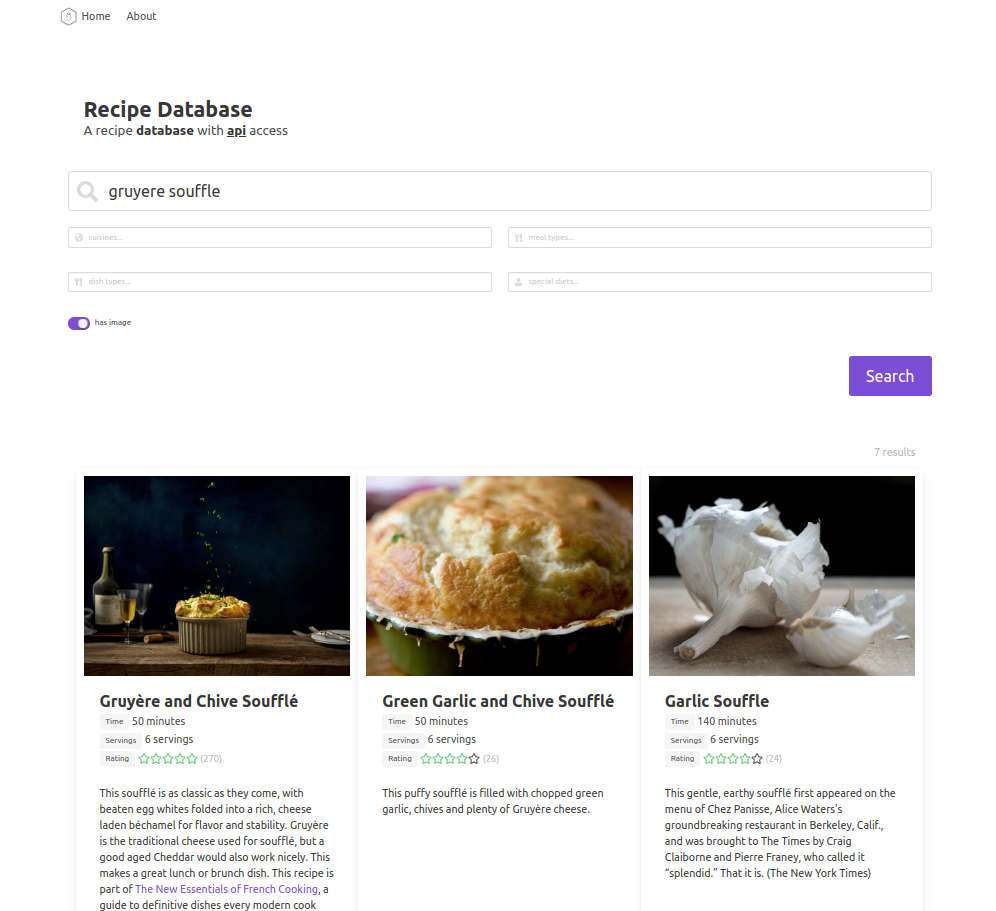 Home About
Recipe Database
A recipe database with api access
gruyere souffle
cuisines...
meal types...
dish types...
special diets...
has image
Search
7 results
Gruyère and Chive Soufflé
Time 50 minutes
Servings 6 servings
Rating (270)
This soufflé is as classic as they come, with
beaten egg whites folded into a rich, cheese
laden béchamel for flavor and stability. Gruyère
is the traditional cheese used for soufflé, but a
good aged Cheddar would also work nicely. This
makes a great lunch or brunch dish. This recipe is
part of The New Essentials of French Cooking, a
guide to definitive dishes every modern cook
Green Garlic and Chive Soufflé
Time 50 minutes
Servings 6 servings
Rating (26)
This puffy soufflé is filled with chopped green
garlic, chives and plenty of Gruyère cheese.
Garlic Souffle
Time 140 minutes
Servings 6 servings
Rating (24)
This gentle, earthy soufflé first appeared on the
menu of Chez Panisse, Alice Waters's
groundbreaking restaurant in Berkeley, Calif.,
and was brought to The Times by Craig
Claiborne and Pierre Franey, who called it
“splendid.” That it is. (The New York Times)